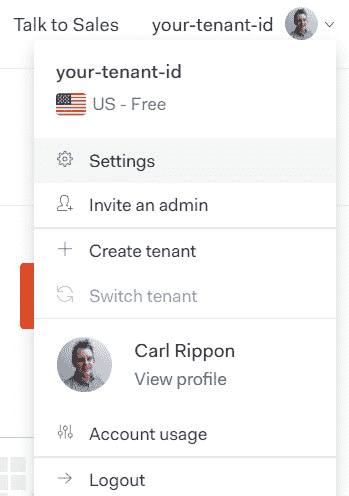 Talk to Sales your-tenant-id
your-tenant-id
US - Free
Settings
Invite an admin
Create tenant
Switch tenant
Carl Rippon
View profile
Account usage
Logout